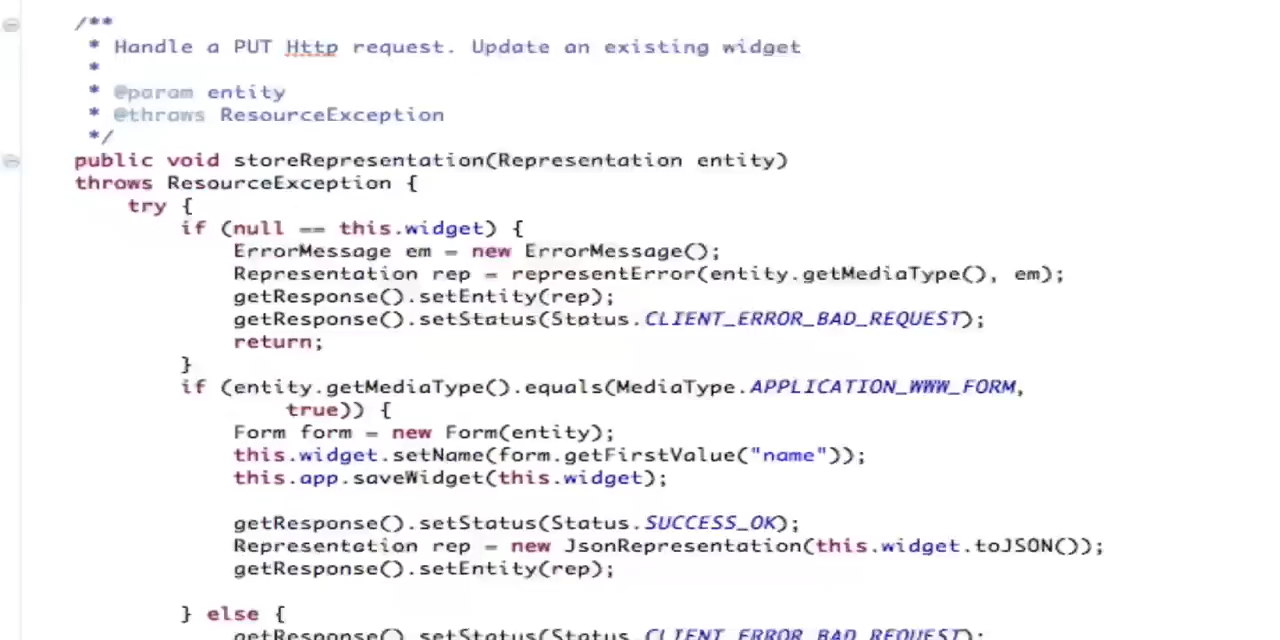 /**
 * Handle a PUT Http request. Update an existing widget
 *
 * @param entity
 * @throws ResourceException
 */
public void storeRepresentation(Representation entity)
throws ResourceException {
    try {
        if (null == this.widget) {
            ErrorMessage em = new ErrorMessage();
            Representation rep = representError(entity.getMediaType(), em);
            getResponse().setEntity(rep);
            getResponse().setStatus(Status.CLIENT_ERROR_BAD_REQUEST);
            return;
        }
        if (entity.getMediaType().equals(MediaType.APPLICATION_WWW_FORM,
                true)) {
            Form form = new Form(entity);
            this.widget.setName(form.getFirstValue("name"));
            this.app.saveWidget(this.widget);

            getResponse().setStatus(Status.SUCCESS_OK);
            Representation rep = new JsonRepresentation(this.widget.toJSON());
            getResponse().setEntity(rep);

        } else {
            getResponse().setStatus(Status.CLIENT_ERROR_BAD_REQUEST);